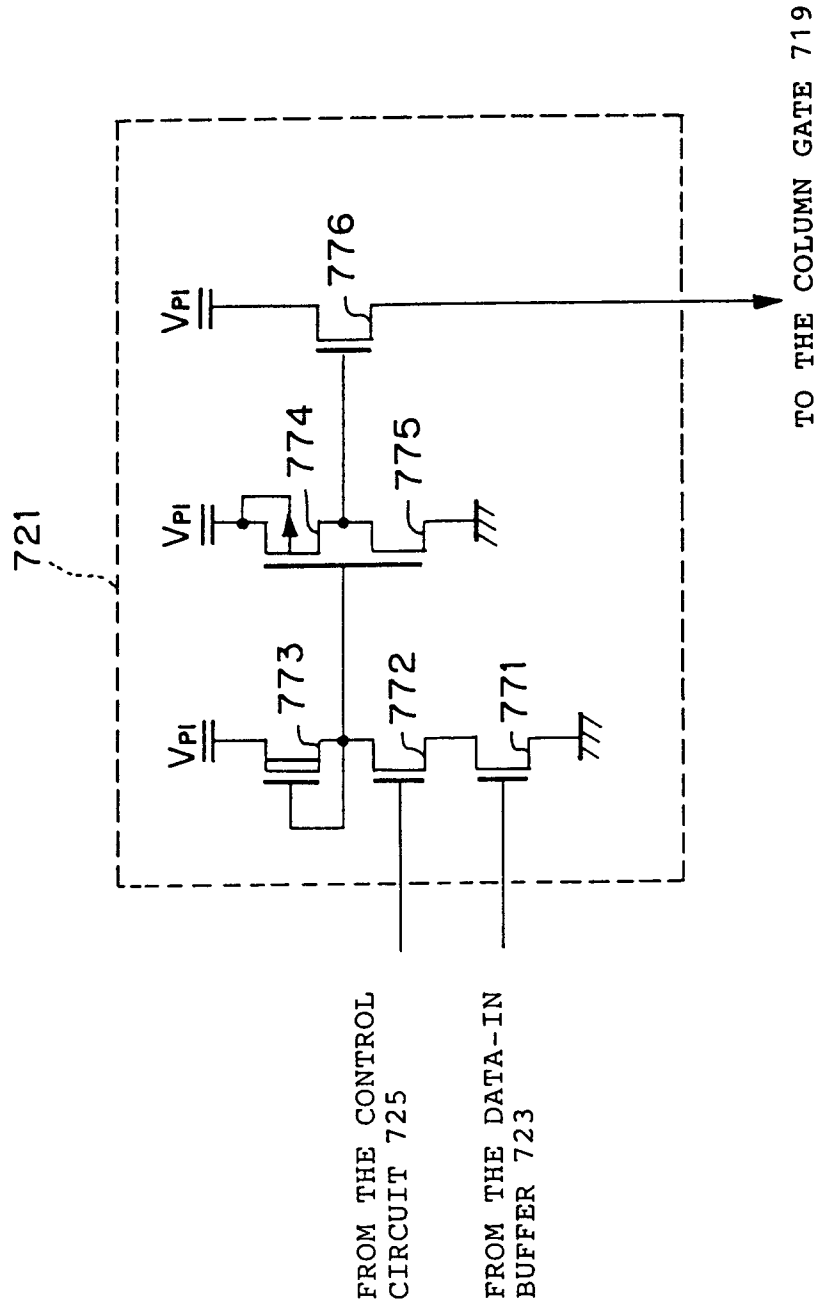 721
VPI
VPI
VPI
773
774
776
772
775
771
FROM THE CONTROL
CIRCUIT 725
FROM THE DATA-IN
BUFFER 723
TO THE COLUMN GATE 719